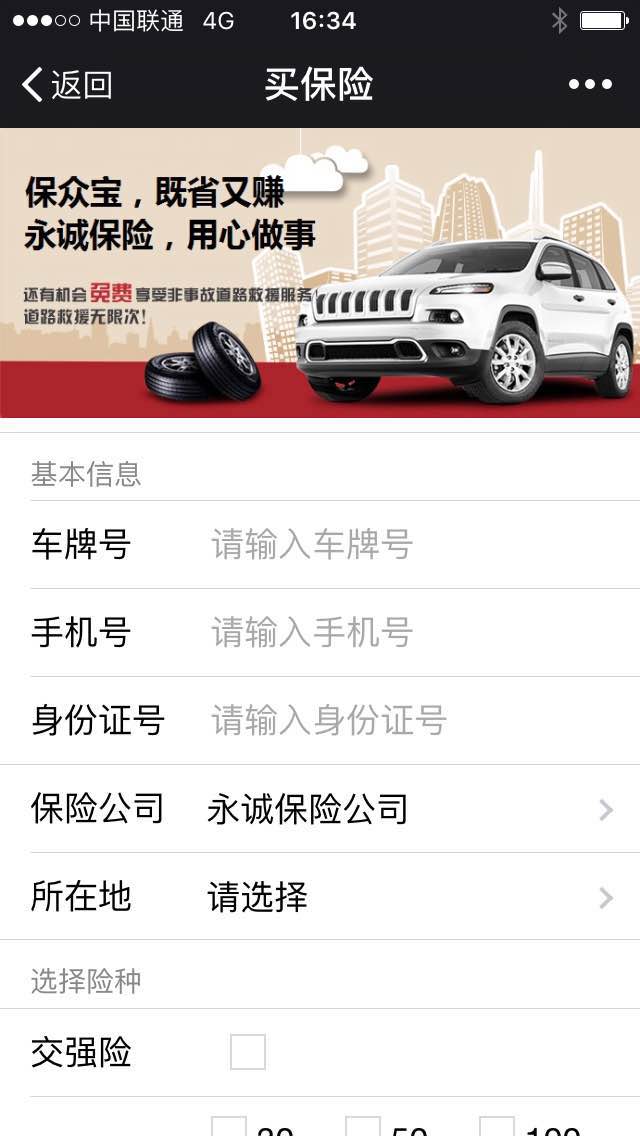 中国联通 4G 16:34
返回 买保险
保众宝，既省又赚
永诚保险，用心做事
还有机会免费享受非事故道路救援服务!
道路救援无限次!
基本信息
车牌号 请输入车牌号
手机号 请输入手机号
身份证号 请输入身份证号
保险公司 永诚保险公司
所在地 请选择
选择险种
交强险